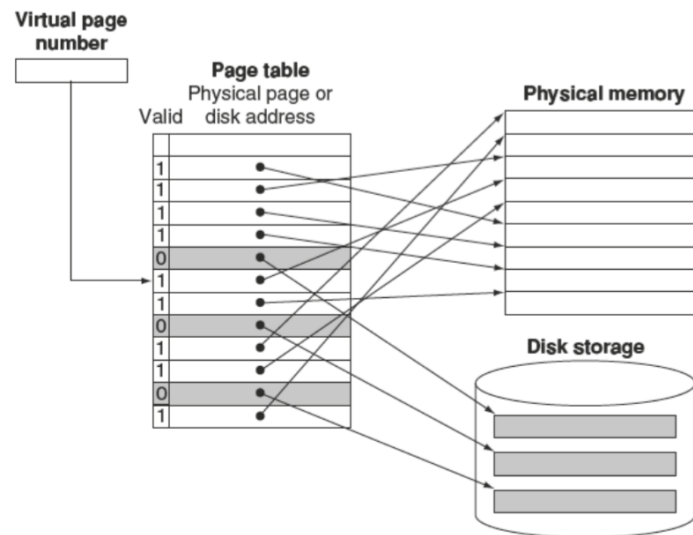 Virtual page
number
Page table
Physical page or
Valid disk address
Physical memory
1
1
1
1
0
1
1
0
1
1
0
1
Disk storage